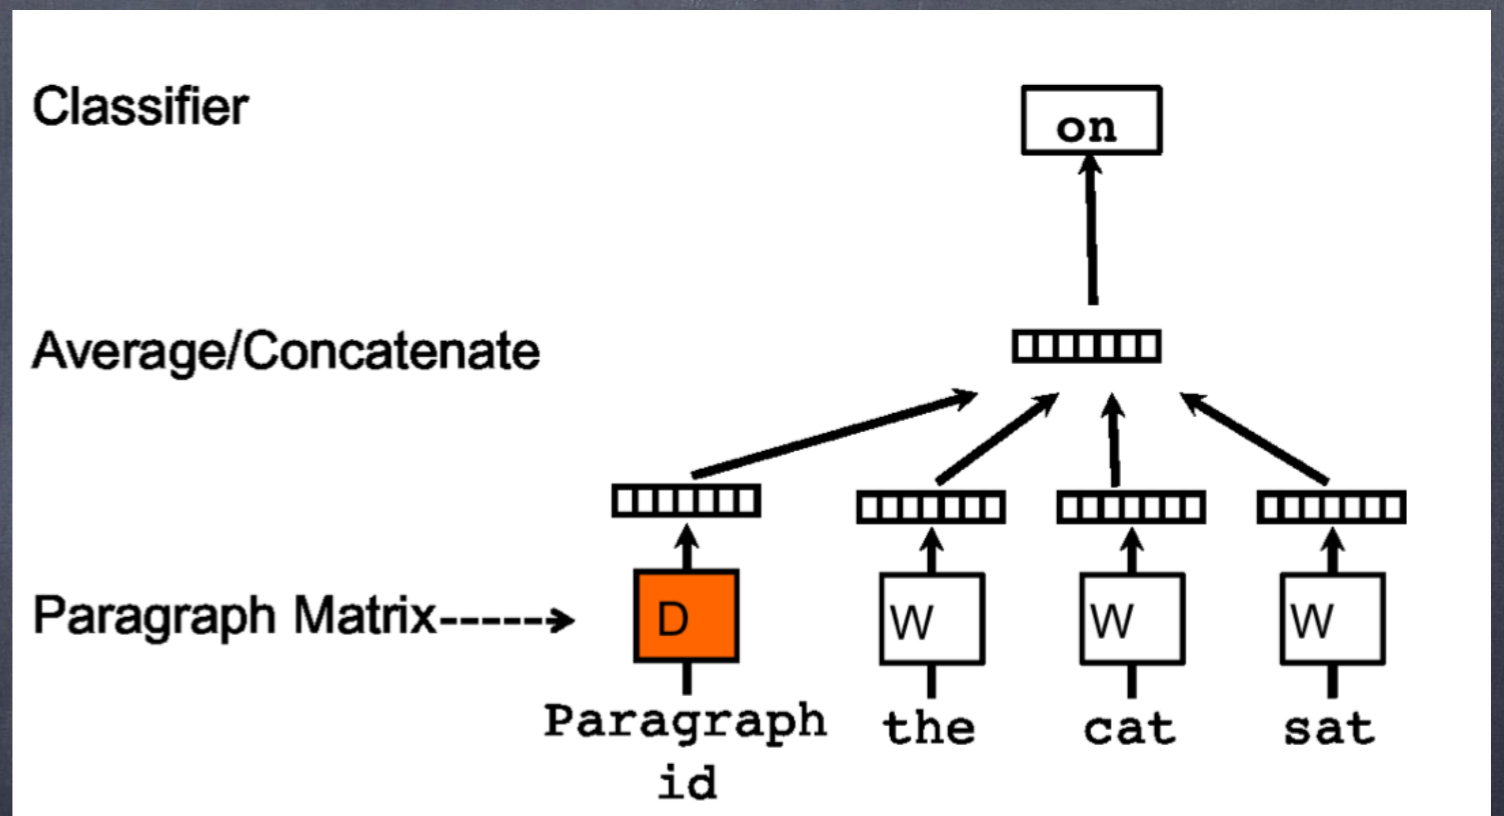 Classifier
on
Average/Concatenate
Paragraph Matrix------>
D
W
W
W
Paragraph
id
the
cat
sat